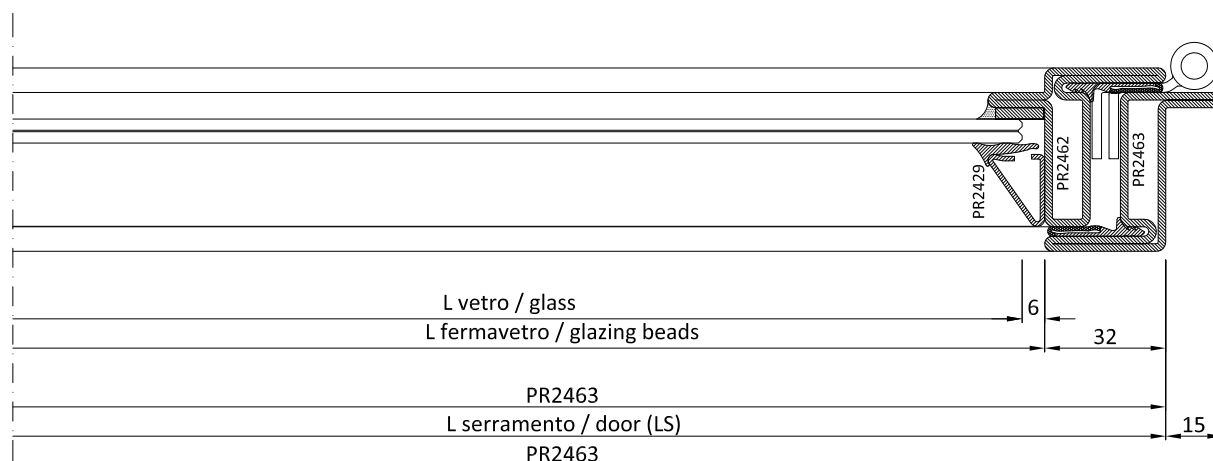 PR2429
PR2462
PR2463
L vetro / glass
6
L fermavetro / glazing beads
32
PR2463
L serramento / door (LS)
15
PR2463